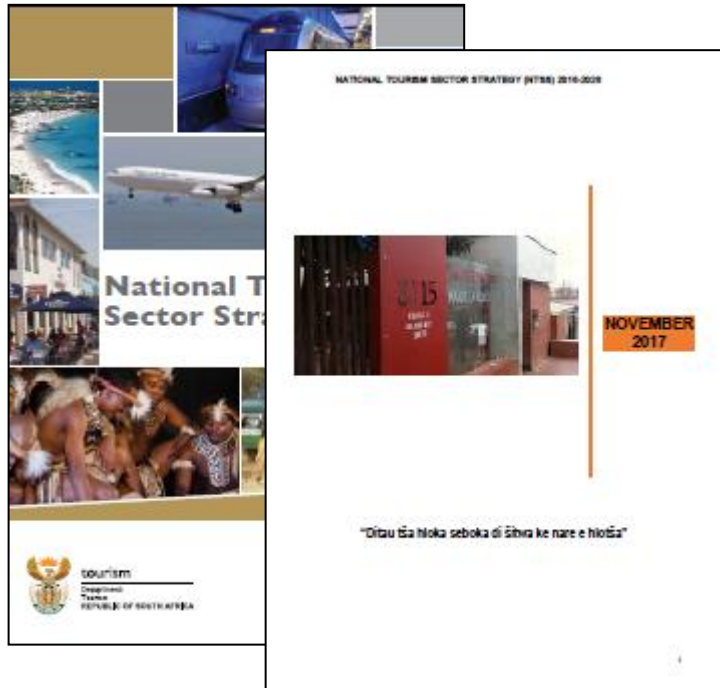 National T
Sector Stra
tourism
Department:
Tourism
REPUBLIC OF SOUTH AFRICA
NATIONAL TOURISM SECTOR STRATEGY (NTSS) 2016-2026
8115
NOVEMBER
2017
"Ditau tša hloka seboka di šitwa ke nare e hlotša"